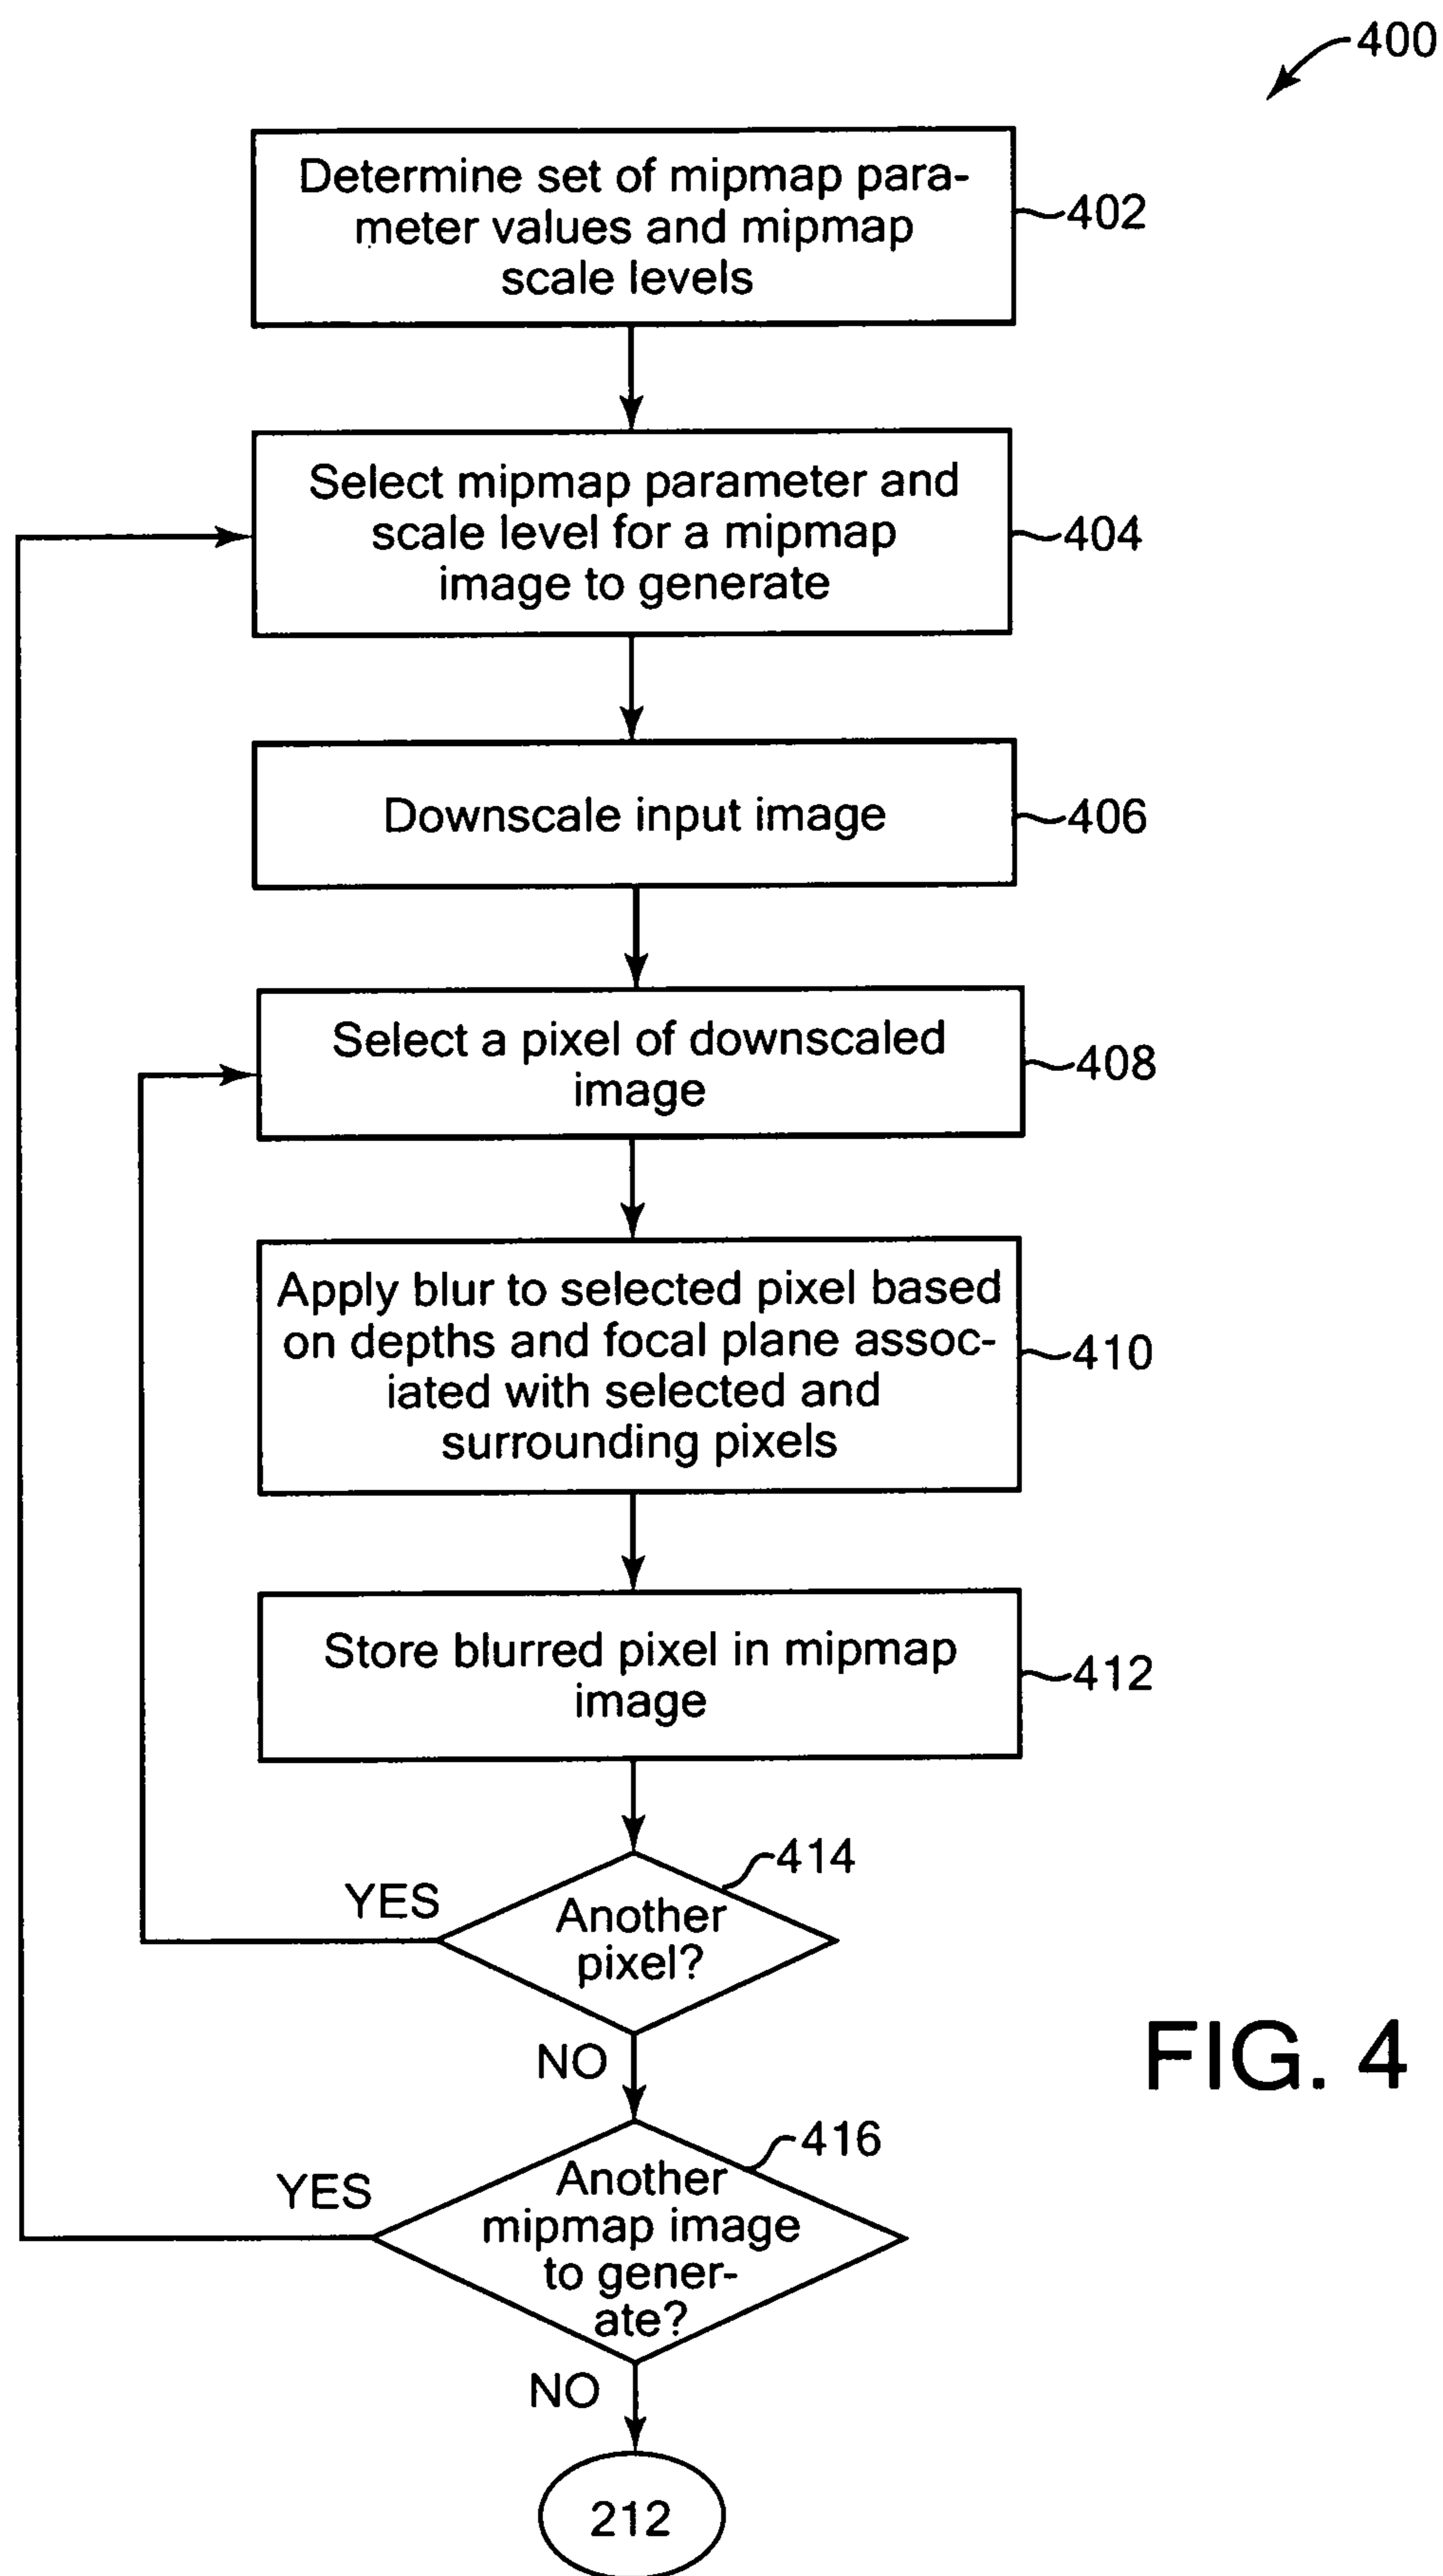 400
Determine set of mipmap para-
meter values and mipmap
scale levels
402
Select mipmap parameter and
scale level for a mipmap
image to generate
404
Downscale input image
406
Select a pixel of downscaled
image
408
Apply blur to selected pixel based
on depths and focal plane assoc-
iated with selected and
surrounding pixels
410
Store blurred pixel in mipmap
image
412
414
YES
Another
pixel?
NO
FIG. 4
416
YES
Another
mipmap image
to gener-
ate?
NO
212